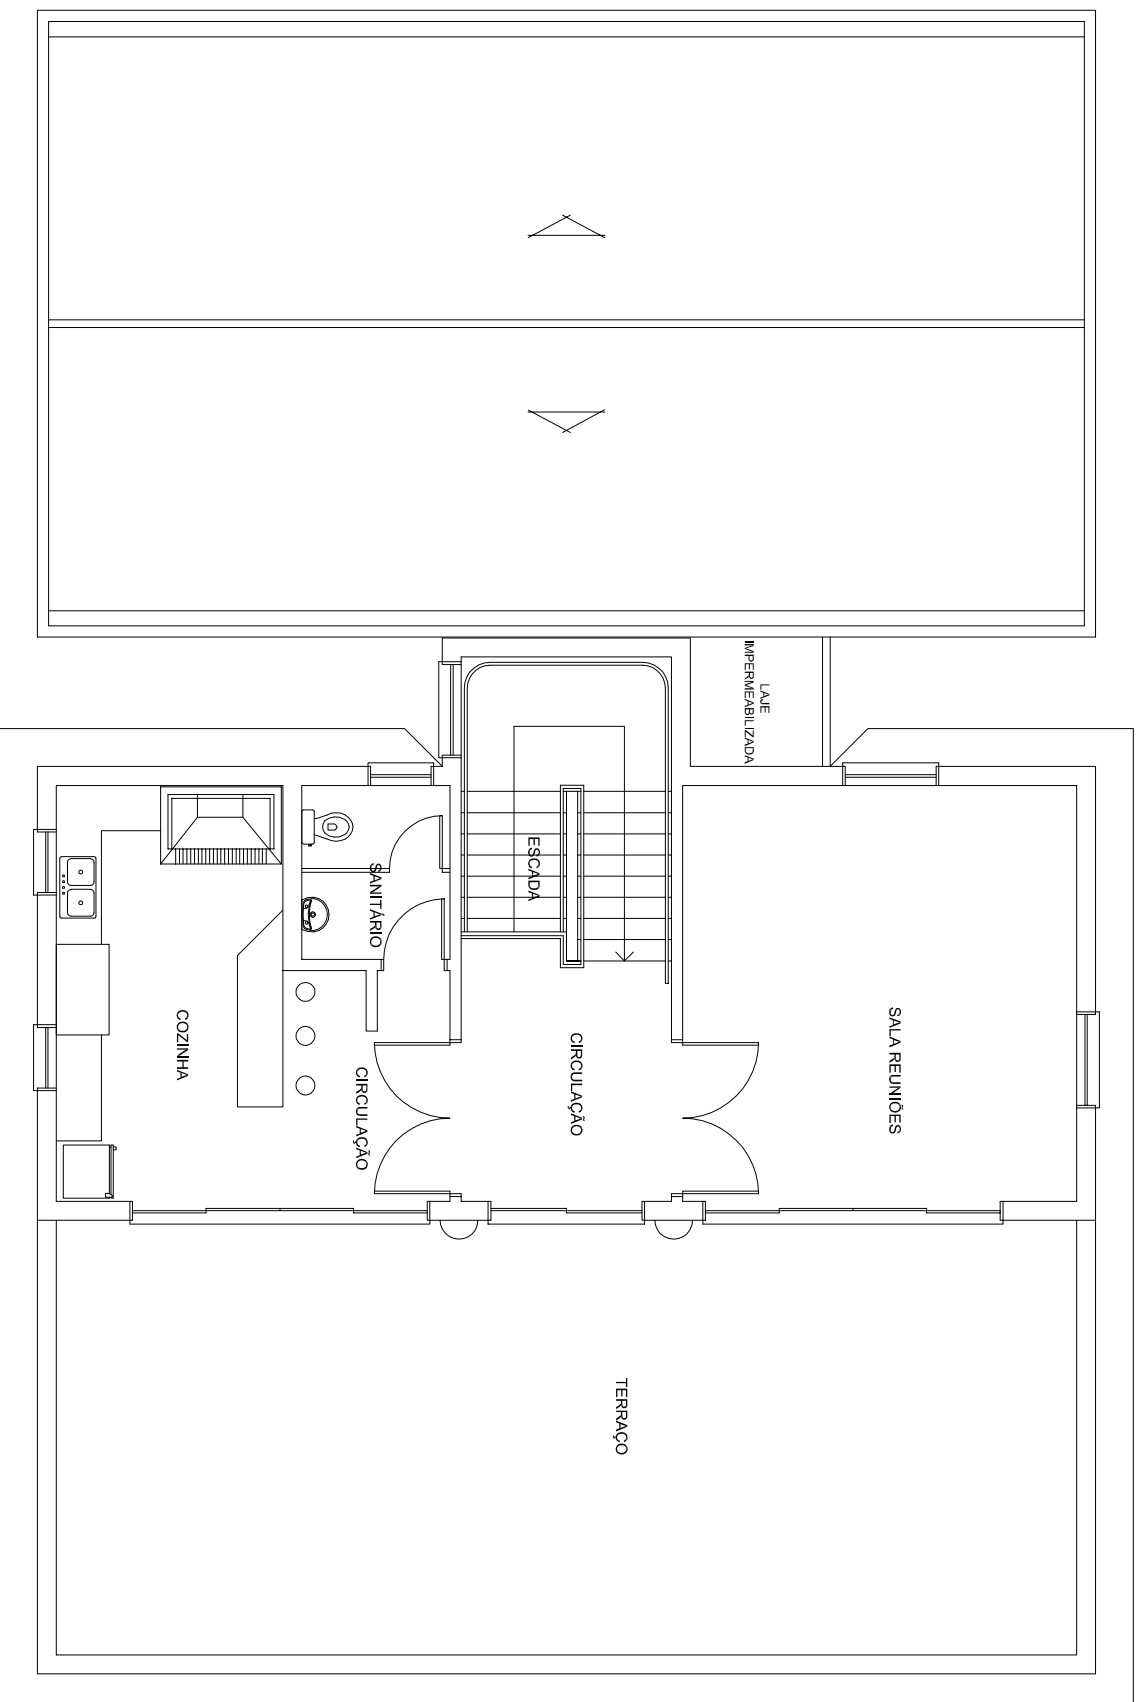 LAJE
IMPERMEABILIZADA
ESCADA
SANITÁRIO
SALA REUNIÕES
COZINHA
CIRCULAÇÃO
CIRCULAÇÃO
TERRAÇO